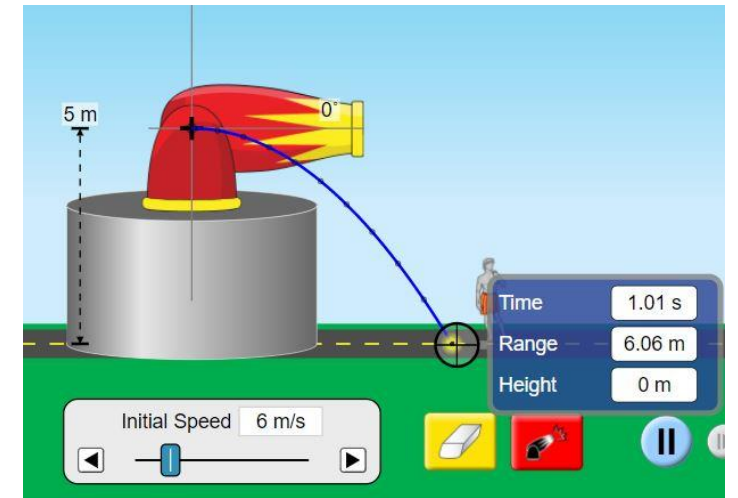 5 m
0°
Time 1.01 s
Range 6.06 m
Height 0 m
Initial Speed 6 m/s